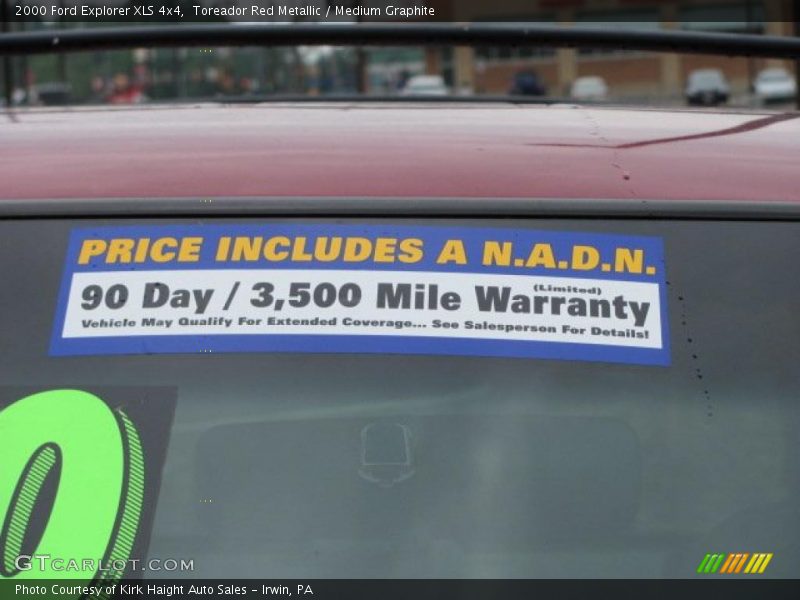 2000 Ford Explorer XLS 4x4, Toreador Red Metallic / Medium Graphite
PRICE INCLUDES A N.A.D.N.
90 Day / 3,500 Mile (Limited) Warranty
Vehicle May Qualify For Extended Coverage... See Salesperson For Details!
0
GTCARLOT.COM
Photo Courtesy of Kirk Haight Auto Sales - Irwin, PA